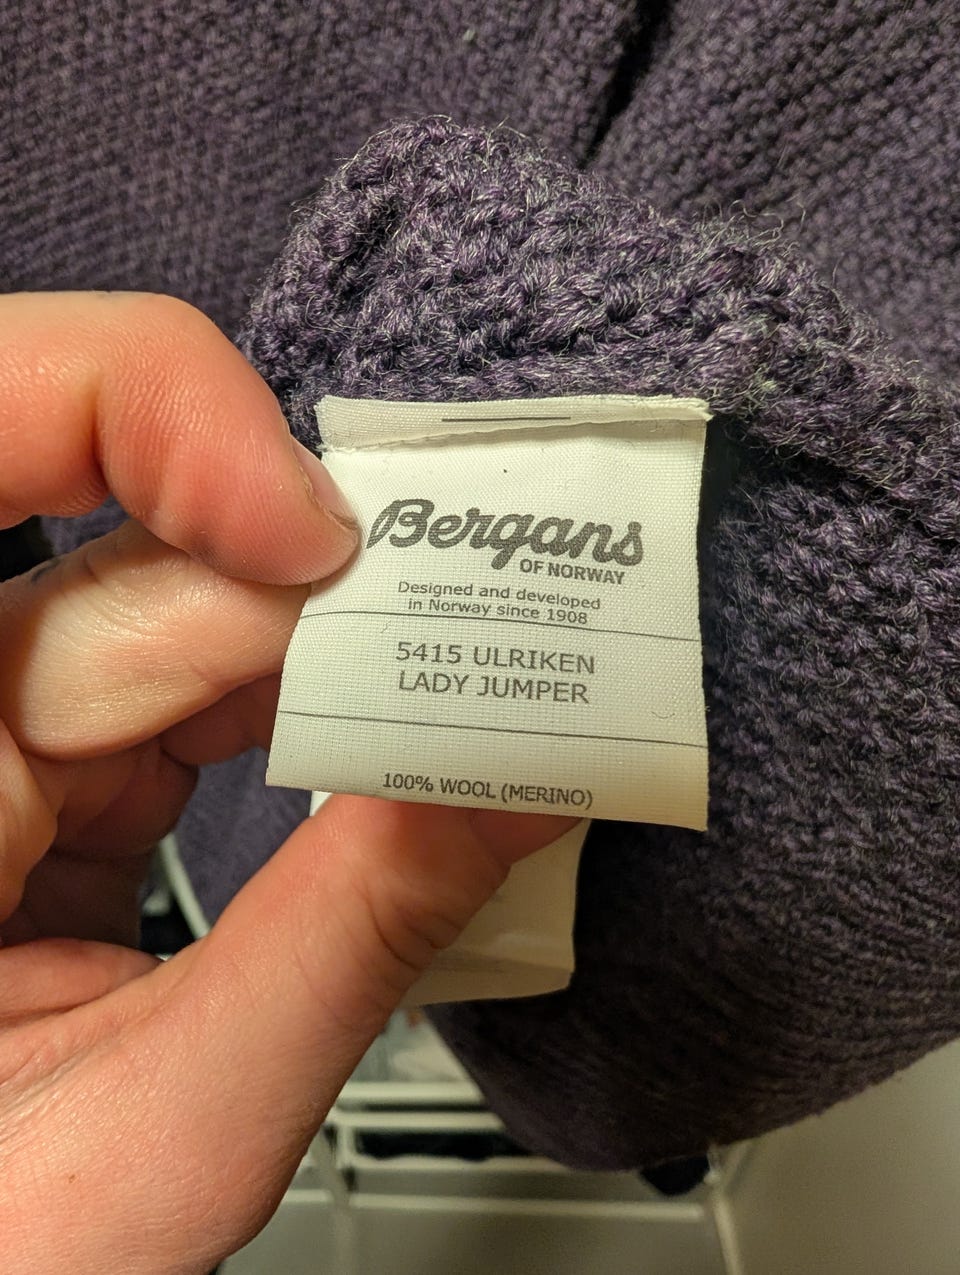 Bergans
OF NORWAY
Designed and developed
in Norway since 1908
5415 ULRIKEN
LADY JUMPER
100% WOOL (MERINO)